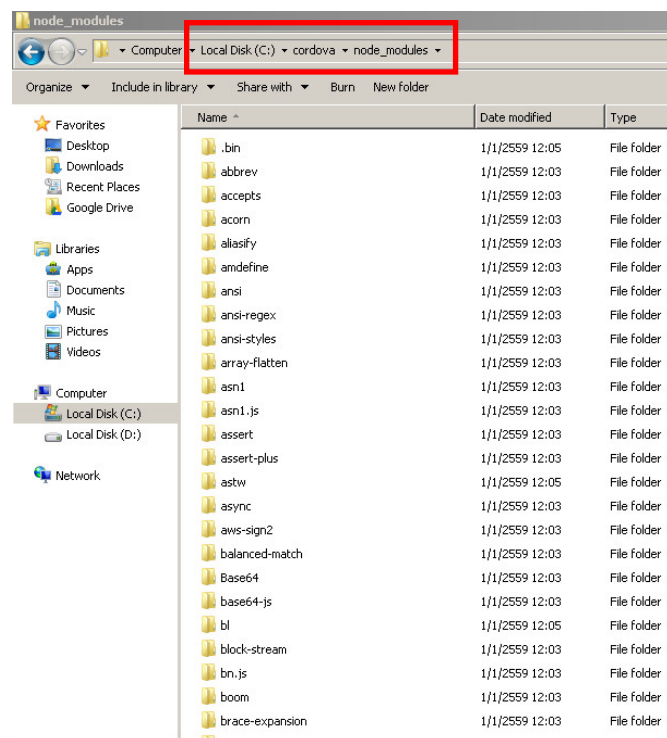 node_modules
Computer Local Disk (C:) cordova node_modules
Organize Include in library Share with Burn New folder
Favorites
Desktop
Downloads
Recent Places
Google Drive
Libraries
Apps
Documents
Music
Pictures
Videos
Computer
Local Disk (C:)
Local Disk (D:)
Network
Name Date modified Type
.bin 1/1/2559 12:05 File folder
abbrev 1/1/2559 12:03 File folder
accepts 1/1/2559 12:03 File folder
acorn 1/1/2559 12:03 File folder
aliasify 1/1/2559 12:03 File folder
amdefine 1/1/2559 12:03 File folder
ansi 1/1/2559 12:03 File folder
ansi-regex 1/1/2559 12:03 File folder
ansi-styles 1/1/2559 12:03 File folder
array-flatten 1/1/2559 12:03 File folder
asn1 1/1/2559 12:03 File folder
asn1.js 1/1/2559 12:03 File folder
assert 1/1/2559 12:03 File folder
assert-plus 1/1/2559 12:03 File folder
astw 1/1/2559 12:05 File folder
async 1/1/2559 12:03 File folder
aws-sign2 1/1/2559 12:03 File folder
balanced-match 1/1/2559 12:03 File folder
Base64 1/1/2559 12:03 File folder
base64-js 1/1/2559 12:03 File folder
bl 1/1/2559 12:05 File folder
block-stream 1/1/2559 12:03 File folder
bn.js 1/1/2559 12:03 File folder
boom 1/1/2559 12:03 File folder
brace-expansion 1/1/2559 12:03 File folder